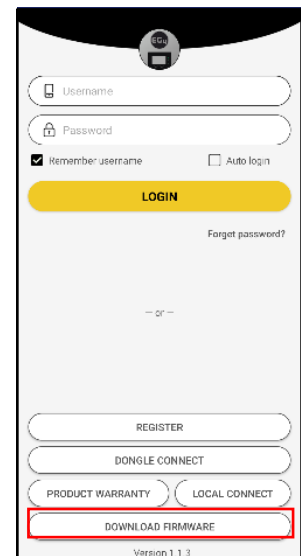 EG4
Username
Password
Remember username Auto login
LOGIN
Forget password?
— or —
REGISTER
DONGLE CONNECT
PRODUCT WARRANTY LOCAL CONNECT
DOWNLOAD FIRMWARE
Version 1.1.3